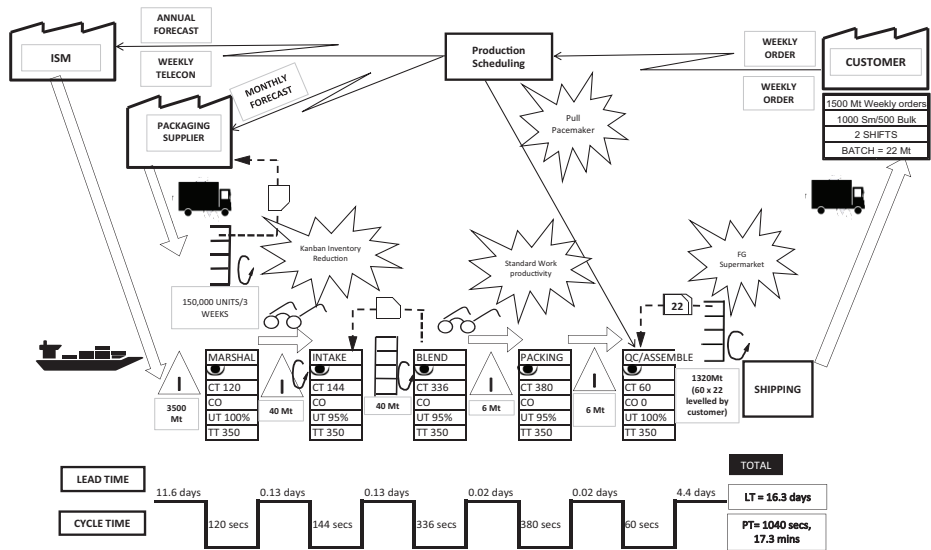 ANNUAL
FORECAST
ISM
WEEKLY
TELECON
MONTHLY
FORECAST
Production
Scheduling
WEEKLY
ORDER
WEEKLY
ORDER
CUSTOMER
1500 Mt Weekly orders
1000 Sm/500 Bulk
2 SHIFTS
BATCH = 22 Mt
PACKAGING
SUPPLIER
Pull
Pacemaker
Kanban Inventory
Reduction
Standard Work
productivity
FG
Supermarket
150,000 UNITS/3
WEEKS
22
I
3500
Mt
MARSHAL
CT 120
CO
UT 100%
TT 350
I
40 Mt
INTAKE
CT 144
CO
UT 95%
TT 350
40 Mt
BLEND
CT 336
CO
UT 95%
TT 350
I
6 Mt
PACKING
CT 380
CO
UT 95%
TT 350
I
6 Mt
QC/ASSEMBLE
CT 60
CO 0
UT 100%
TT 350
1320Mt
(60 x 22
levelled by
customer)
SHIPPING
TOTAL
LEAD TIME
11.6 days
0.13 days
0.13 days
0.02 days
0.02 days
4.4 days
LT = 16.3 days
CYCLE TIME
120 secs
144 secs
336 secs
380 secs
60 secs
PT= 1040 secs,
17.3 mins